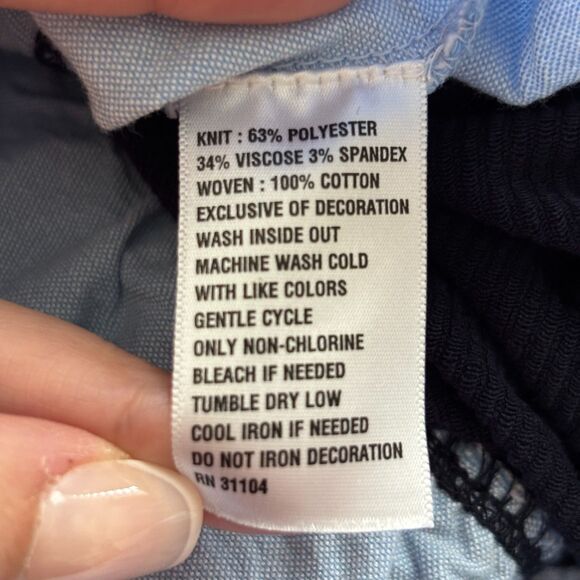 KNIT : 63% POLYESTER
34% VISCOSE 3% SPANDEX
WOVEN : 100% COTTON
EXCLUSIVE OF DECORATION
WASH INSIDE OUT
MACHINE WASH COLD
WITH LIKE COLORS
GENTLE CYCLE
ONLY NON-CHLORINE
BLEACH IF NEEDED
TUMBLE DRY LOW
COOL IRON IF NEEDED
DO NOT IRON DECORATION
RN 31104